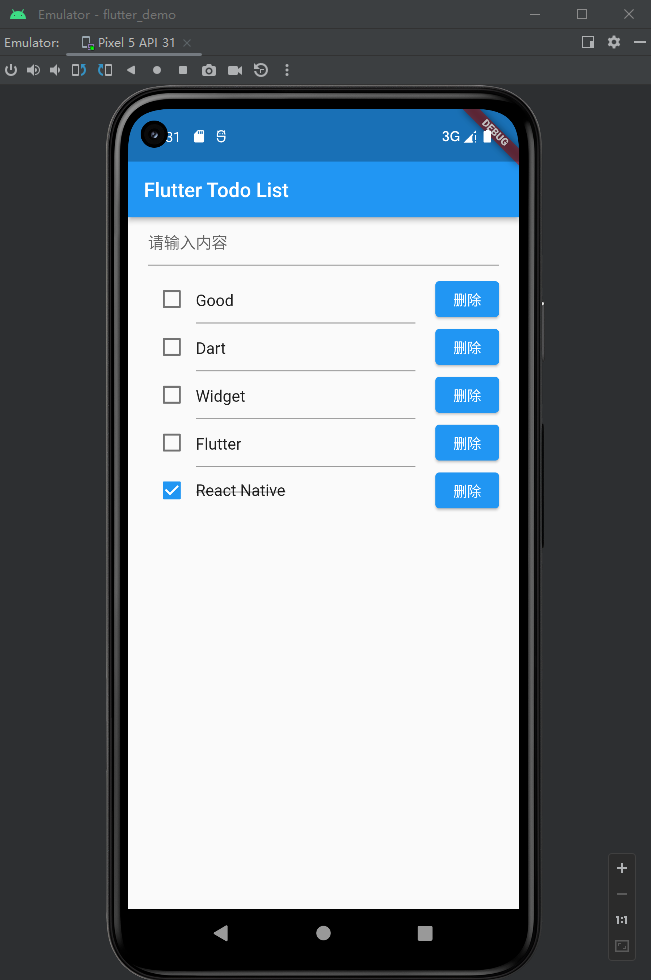 Emulator - flutter_demo
Emulator:
Pixel 5 API 31
31
3G
DEBUG
Flutter Todo List
请输入内容
Good
删除
Dart
删除
Widget
删除
Flutter
删除
React Native
删除
1:1